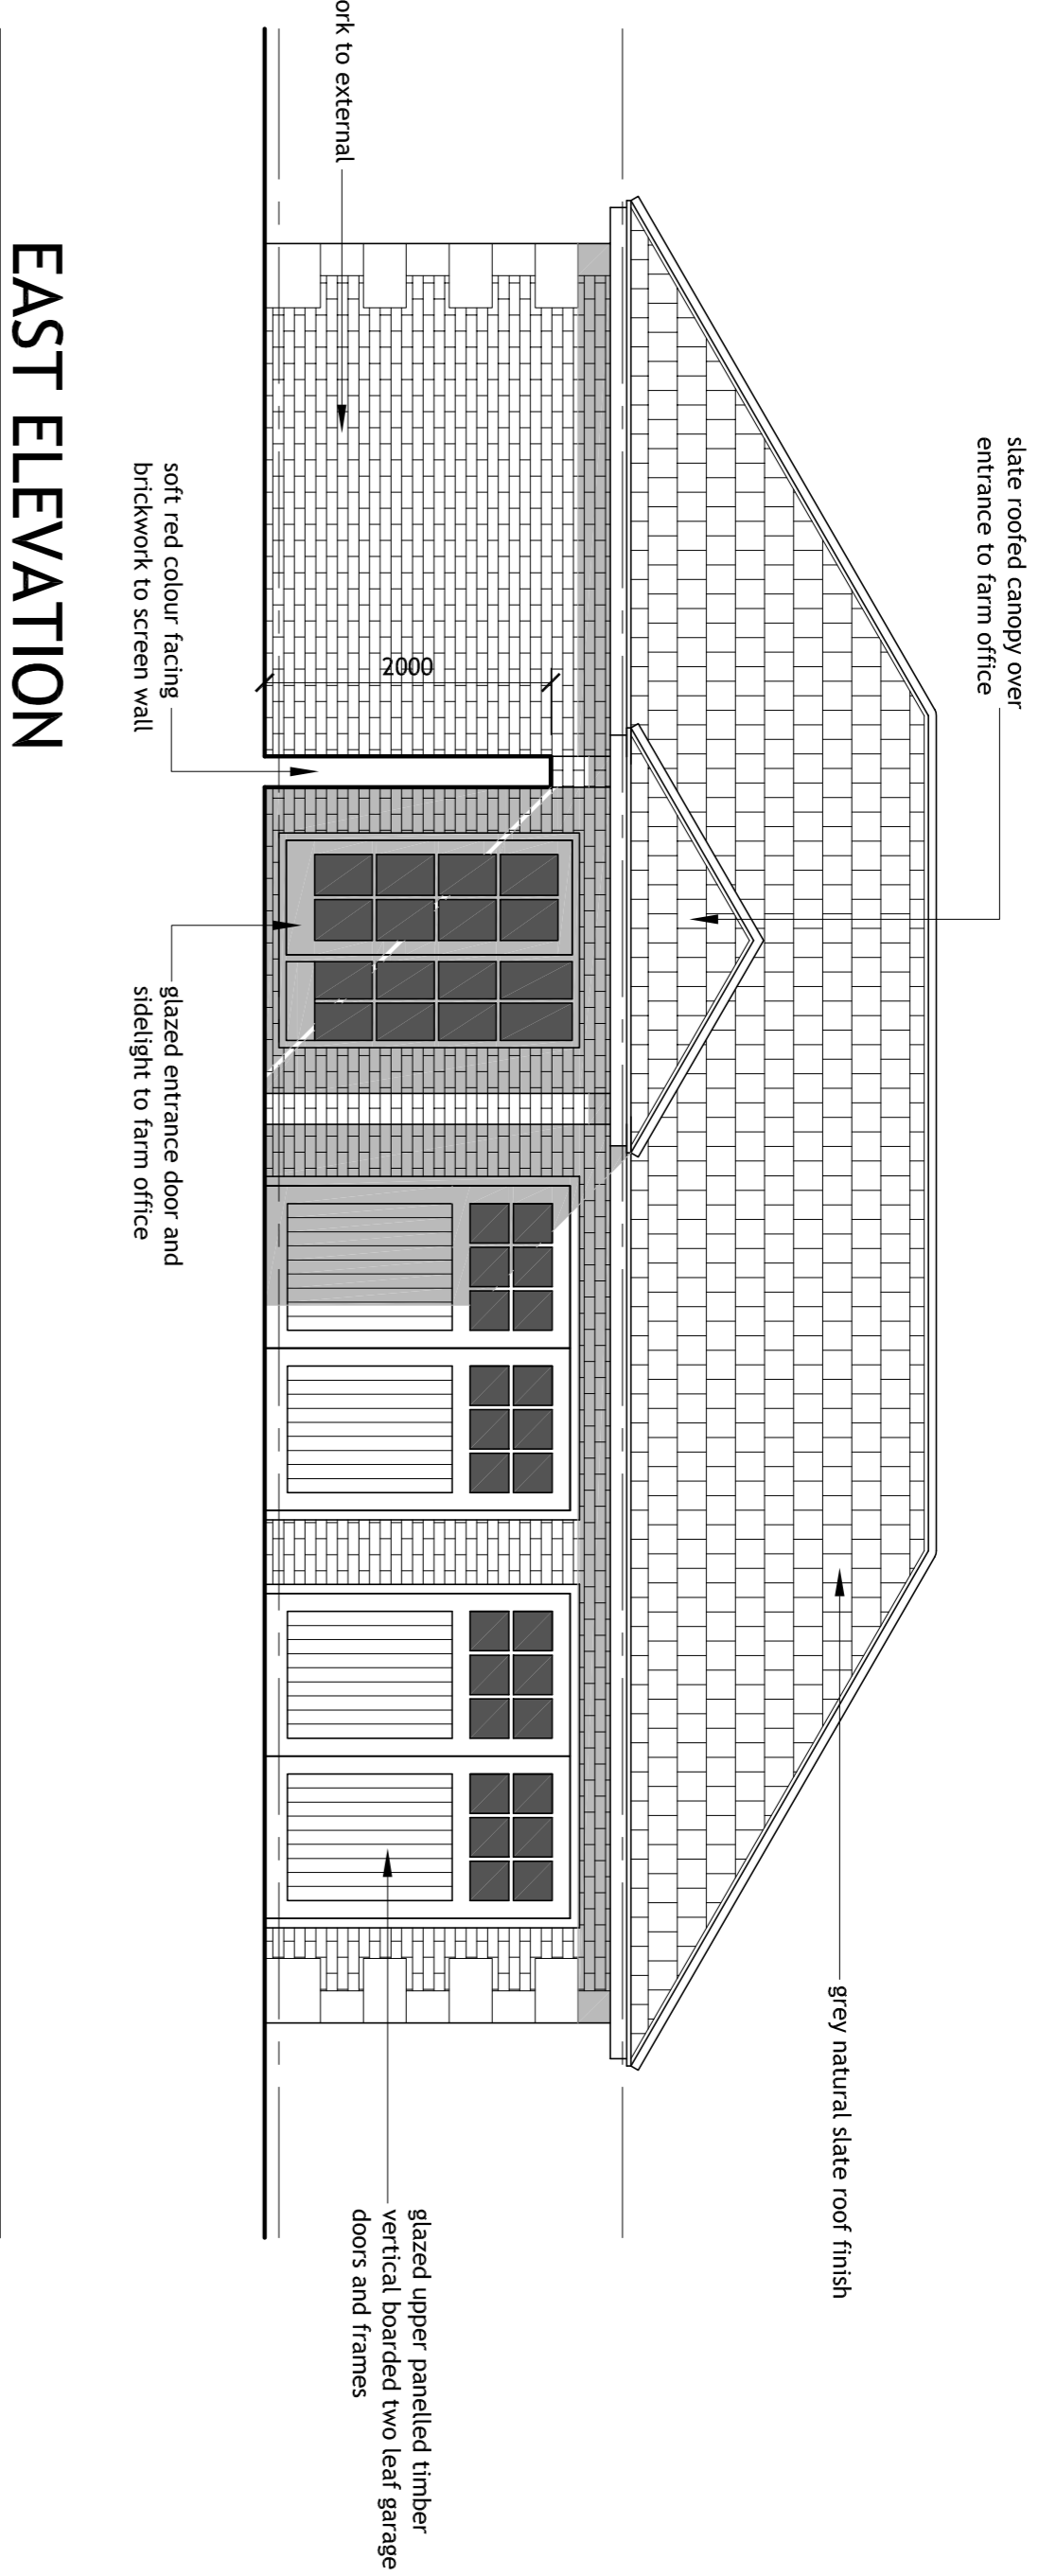 slate roofed canopy over
entrance to farm office
grey natural slate roof finish
ork to external
2000
glazed upper panelled timber
vertical boarded two leaf garage
doors and frames
soft red colour facing
brickwork to screen wall
glazed entrance door and
sidelight to farm office
EAST ELEVATION